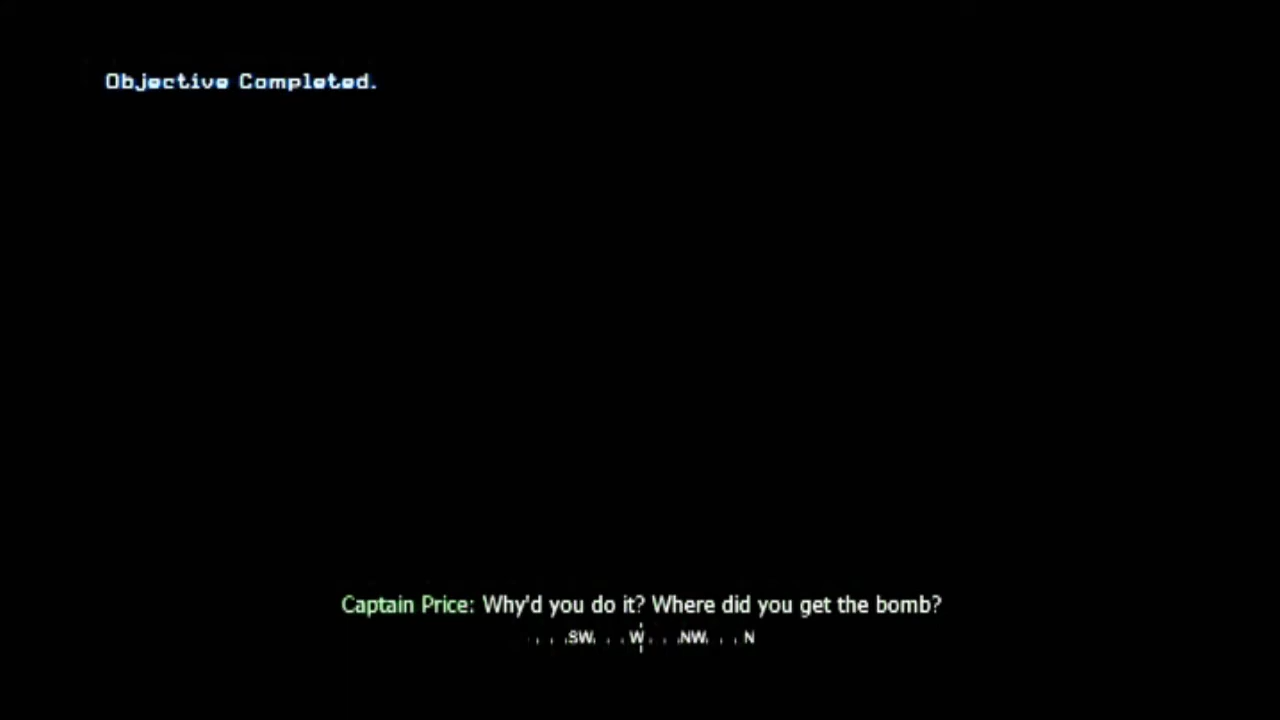 Objective Completed.
Captain Price: Why'd you do it? Where did you get the bomb?
. . .SW. . . W . . .NW. . . N